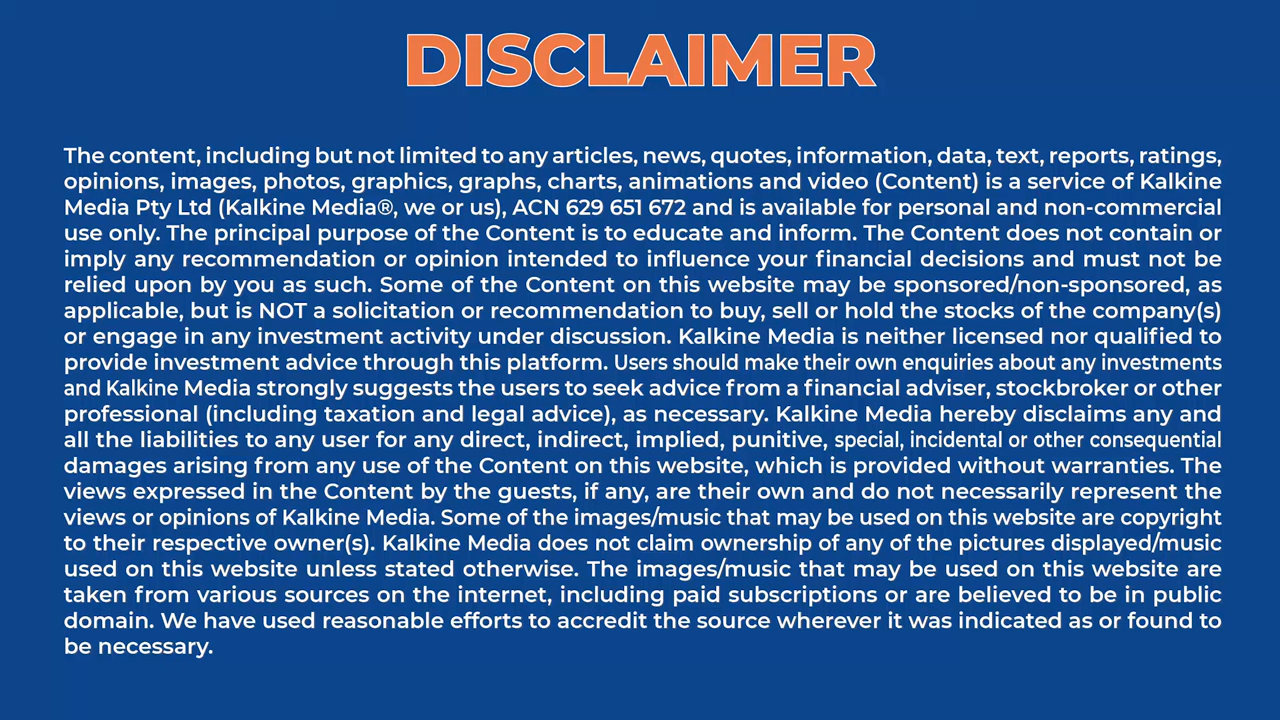 DISCLAIMER
The content, including but not limited to any articles, news, quotes, information, data, text, reports, ratings,
opinions, images, photos, graphics, graphs, charts, animations and video (Content) is a service of Kalkine
Media Pty Ltd (Kalkine Media®, we or us), ACN 629 651 672 and is available for personal and non-commercial
use only. The principal purpose of the Content is to educate and inform. The Content does not contain or
imply any recommendation or opinion intended to influence your financial decisions and must not be
relied upon by you as such. Some of the Content on this website may be sponsored/non-sponsored, as
applicable, but is NOT a solicitation or recommendation to buy, sell or hold the stocks of the company(s)
or engage in any investment activity under discussion. Kalkine Media is neither licensed nor qualified to
provide investment advice through this platform. Users should make their own enquiries about any investments
and Kalkine Media strongly suggests the users to seek advice from a financial adviser, stockbroker or other
professional (including taxation and legal advice), as necessary. Kalkine Media hereby disclaims any and
all the liabilities to any user for any direct, indirect, implied, punitive, special, incidental or other consequential
damages arising from any use of the Content on this website, which is provided without warranties. The
views expressed in the Content by the guests, if any, are their own and do not necessarily represent the
views or opinions of Kalkine Media. Some of the images/music that may be used on this website are copyright
to their respective owner(s). Kalkine Media does not claim ownership of any of the pictures displayed/music
used on this website unless stated otherwise. The images/music that may be used on this website are
taken from various sources on the internet, including paid subscriptions or are believed to be in public
domain. We have used reasonable efforts to accredit the source wherever it was indicated as or found to
be necessary.